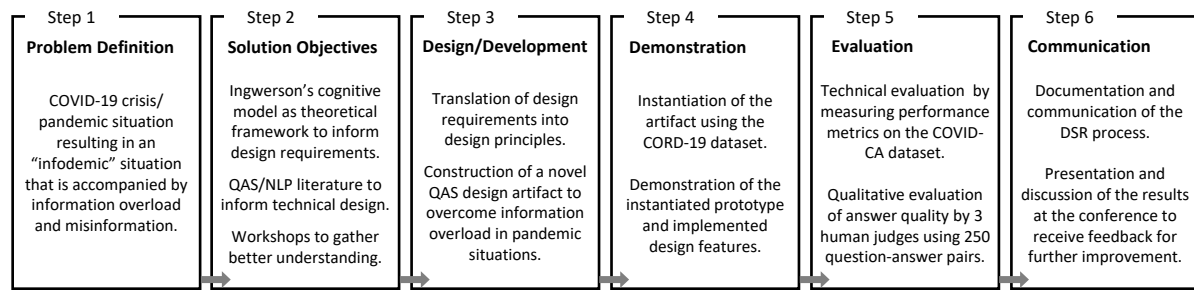 Step 1
Problem Definition
COVID-19 crisis/
pandemic situation
resulting in an
“infodemic” situation
that is accompanied by
information overload
and misinformation.
Step 2
Solution Objectives
Ingwerson’s cognitive
model as theoretical
framework to inform
design requirements.
QAS/NLP literature to
inform technical design.
Workshops to gather
better understanding.
Step 3
Design/Development
Translation of design
requirements into
design principles.
Construction of a novel
QAS design artifact to
overcome information
overload in pandemic
situations.
Step 4
Demonstration
Instantiation of the
artifact using the
CORD-19 dataset.
Demonstration of the
instantiated prototype
and implemented
design features.
Step 5
Evaluation
Technical evaluation by
measuring performance
metrics on the COVID-
CA dataset.
Qualitative evaluation
of answer quality by 3
human judges using 250
question-answer pairs.
Step 6
Communication
Documentation and
communication of the
DSR process.
Presentation and
discussion of the results
at the conference to
receive feedback for
further improvement.